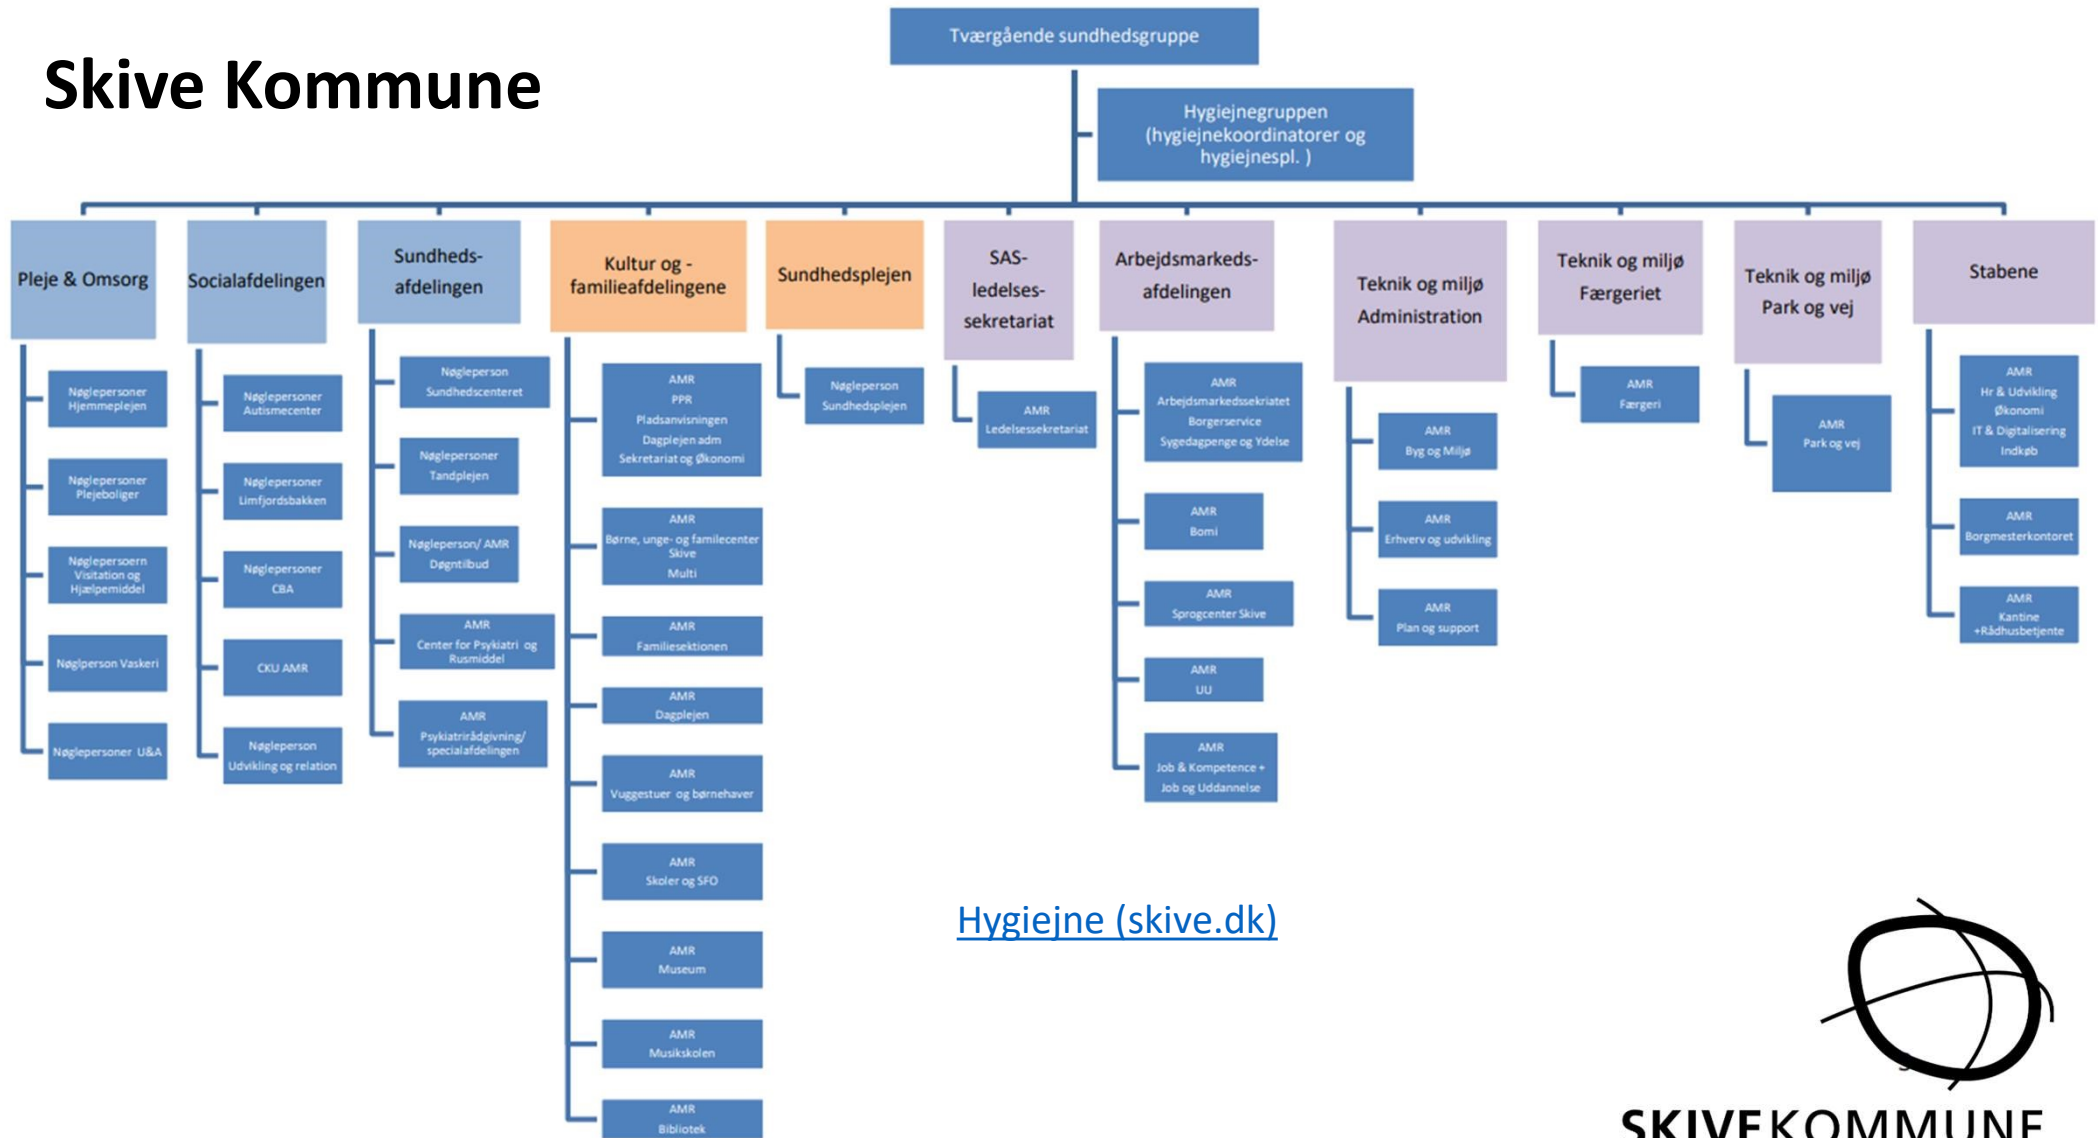 Skive Kommune
Tværgående sundhedsgruppe
Hygiejnegruppen
(hygiejnekoordinatorer og
hygiejnespl. )
Pleje & Omsorg
Nøglepersoner
Hjemmeplejen
Nøglepersoner
Plejeboliger
Nøglepersoern
Visitation og
Hjælpemiddel
Nøglperson Vaskeri
Nøglepersoner U&A
Socialafdelingen
Nøglepersoner
Autismecenter
Nøglepersoner
Limfjordsbakken
Nøglepersoner
CBA
CKU AMR
Nøgleperson
Udvikling og relation
Sundheds-
afdelingen
Nøgleperson
Sundhedscenteret
Nøglepersoner
Tandplejen
Nøgleperson/ AMR
Døgntilbud
AMR
Center for Psykiatri og
Rusmiddel
AMR
Psykiatrirådgivning/
specialafdelingen
Kultur og -
familieafdelingene
AMR
PPR
Pladsanvisningen
Dagplejen adm
Sekretariat og Økonomi
AMR
Børne, unge- og familecenter
Skive
Multi
AMR
Familiesektionen
AMR
Dagplejen
AMR
Vuggestuer og børnehaver
AMR
Skoler og SFO
AMR
Museum
AMR
Musikskolen
AMR
Bibliotek
Sundhedsplejen
Nøgleperson
Sundhedsplejen
SAS-
ledelses-
sekretariat
AMR
Ledelsessekretariat
Arbejdsmarkeds-
afdelingen
AMR
Arbejdsmarkedssekriatet
Borgerservice
Sygedagpenge og Ydelse
AMR
Bomi
AMR
Sprogcenter Skive
AMR
UU
AMR
Job & Kompetence +
Job og Uddannelse
Teknik og miljø
Administration
AMR
Byg og Miljø
AMR
Erhverv og udvikling
AMR
Plan og support
Teknik og miljø
Færgeriet
AMR
Færgeri
Teknik og miljø
Park og vej
AMR
Park og vej
Stabene
AMR
Hr & Udvikling
Økonomi
IT & Digitalisering
Indkøb
AMR
Borgmesterkontoret
AMR
Kantine
+Rådhusbetjente
Hygiejne (skive.dk)
SKIVEKOMMUNE